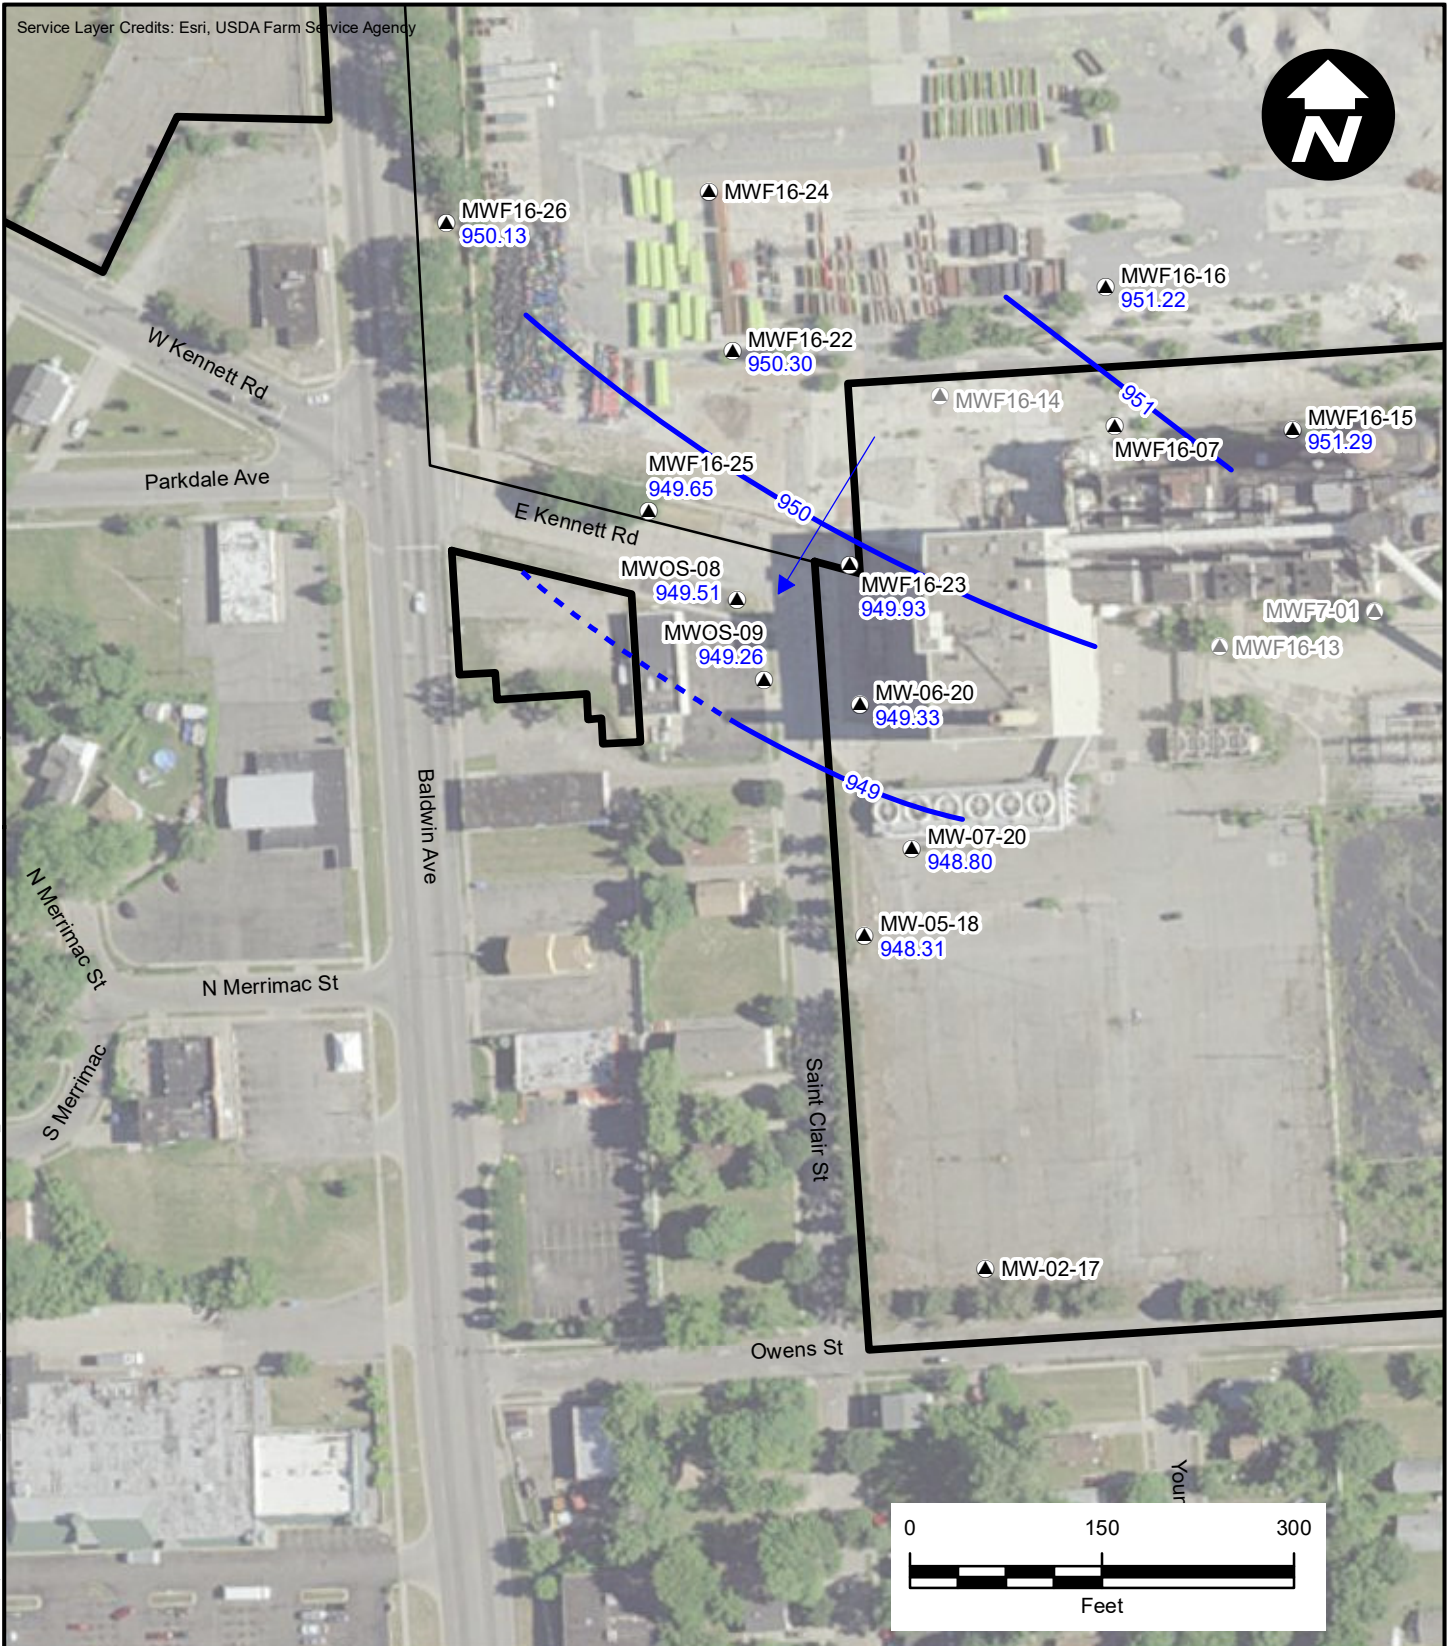 Service Layer Credits: Esri, USDA Farm Service Agency
N
MWF16-24
MWF16-26
950.13
MWF16-16
951.22
MWF16-22
950.30
W Kennett Rd
MWF16-14
951
MWF16-15
951.29
MWF16-07
MWF16-25
949.65
Parkdale Ave
950
E Kennett Rd
MWOS-08
949.51
MWF16-23
949.93
MWF7-01
MWOS-09
949.26
MWF16-13
MW-06-20
949.33
949
Baldwin Ave
MW-07-20
948.80
N Merrimac St
MW-05-18
948.31
N Merrimac St
S Merrimac
Saint Clair St
MW-02-17
Owens St
Your
0 150 300
Feet